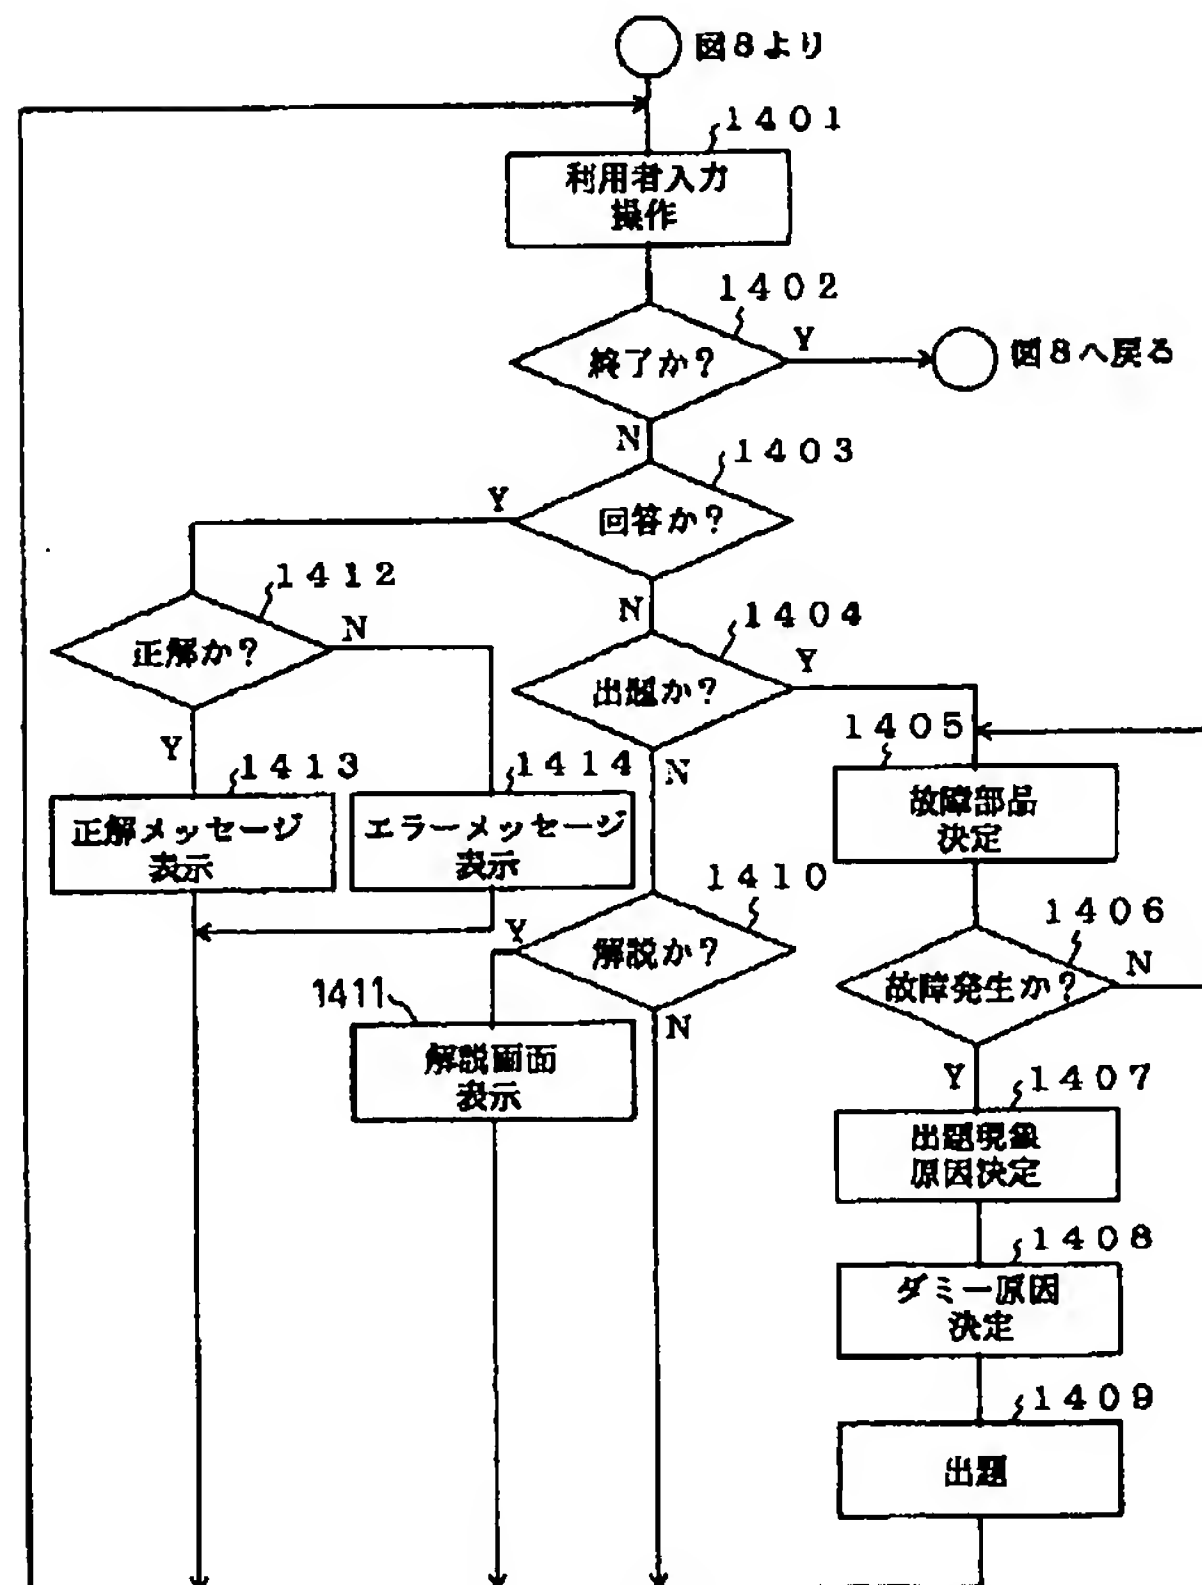 図8より
1401
利用者入力
操作
1402
終了か?
Y
図8へ戻る
N
1403
Y
回答か?
1412
N
1404
正解か?
N
出題か?
Y
Y
1405
1413
1414
N
正解メッセージ
表示
エラーメッセージ
表示
故障部品
決定
1410
1406
Y
解説か?
故障発生か?
N
1411
N
解説画面
表示
Y
1407
出題現象
原因決定
1408
ダミー原因
決定
1409
出題